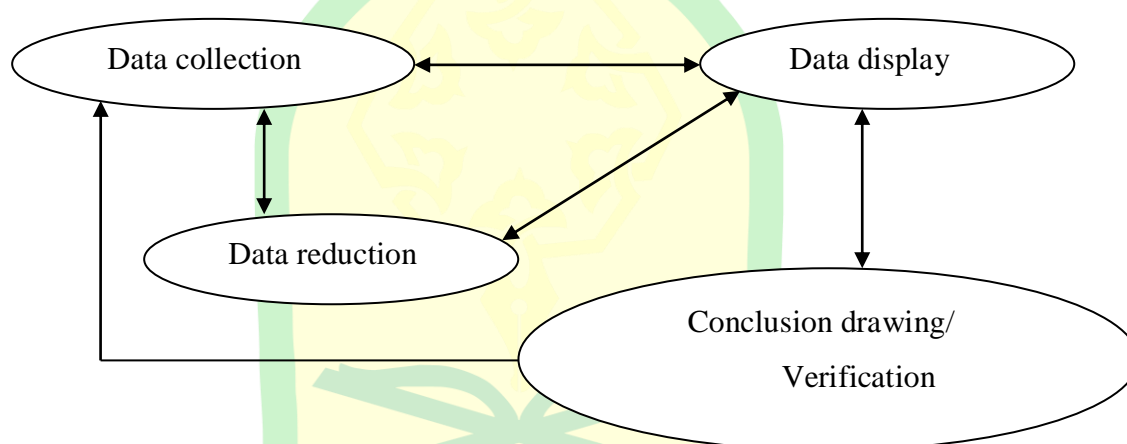 Data collection
Data display
Data reduction
Conclusion drawing/
Verification